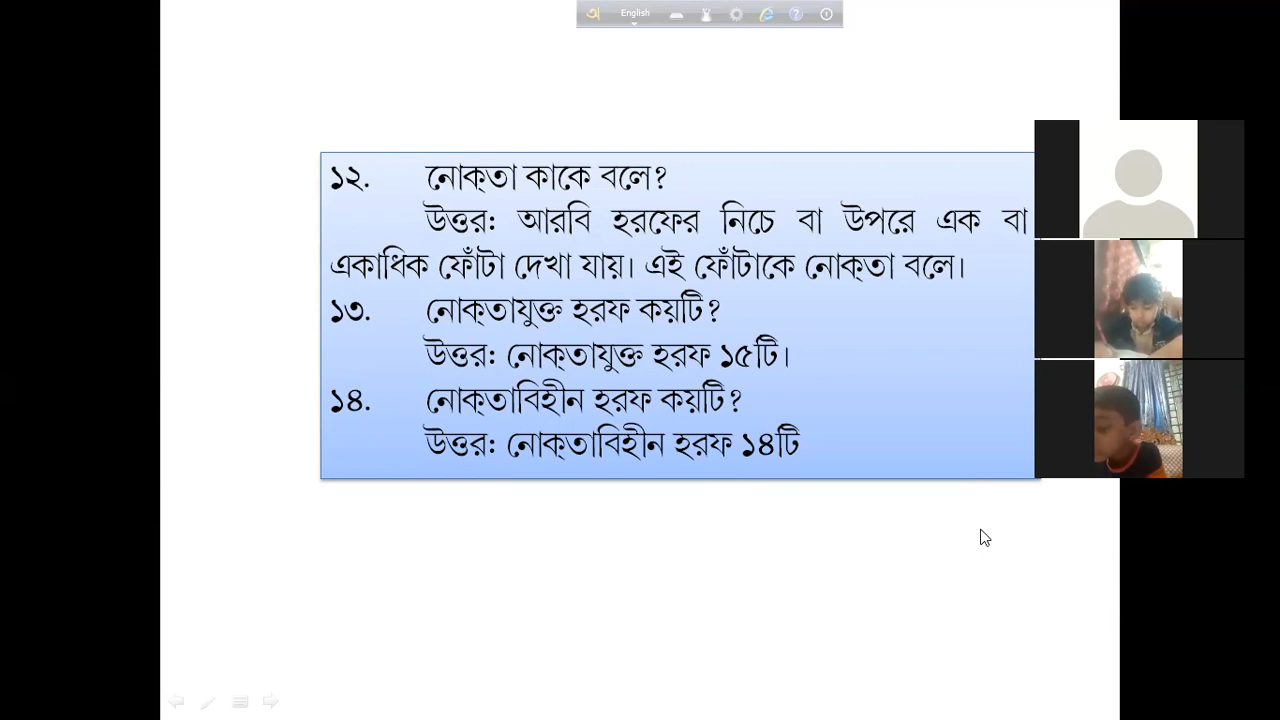 English
১২. নোক্‌তা কাকে বলে?
উত্তর: আরবি হরফের নিচে বা উপরে এক বা
একাধিক ফোঁটা দেখা যায়। এই ফোঁটাকে নোক্‌তা বলে।
১৩. নোক্‌তাযুক্ত হরফ কয়টি?
উত্তর: নোক্‌তাযুক্ত হরফ ১৫টি।
১৪. নোক্‌তাবিহীন হরফ কয়টি?
উত্তর: নোক্‌তাবিহীন হরফ ১৪টি